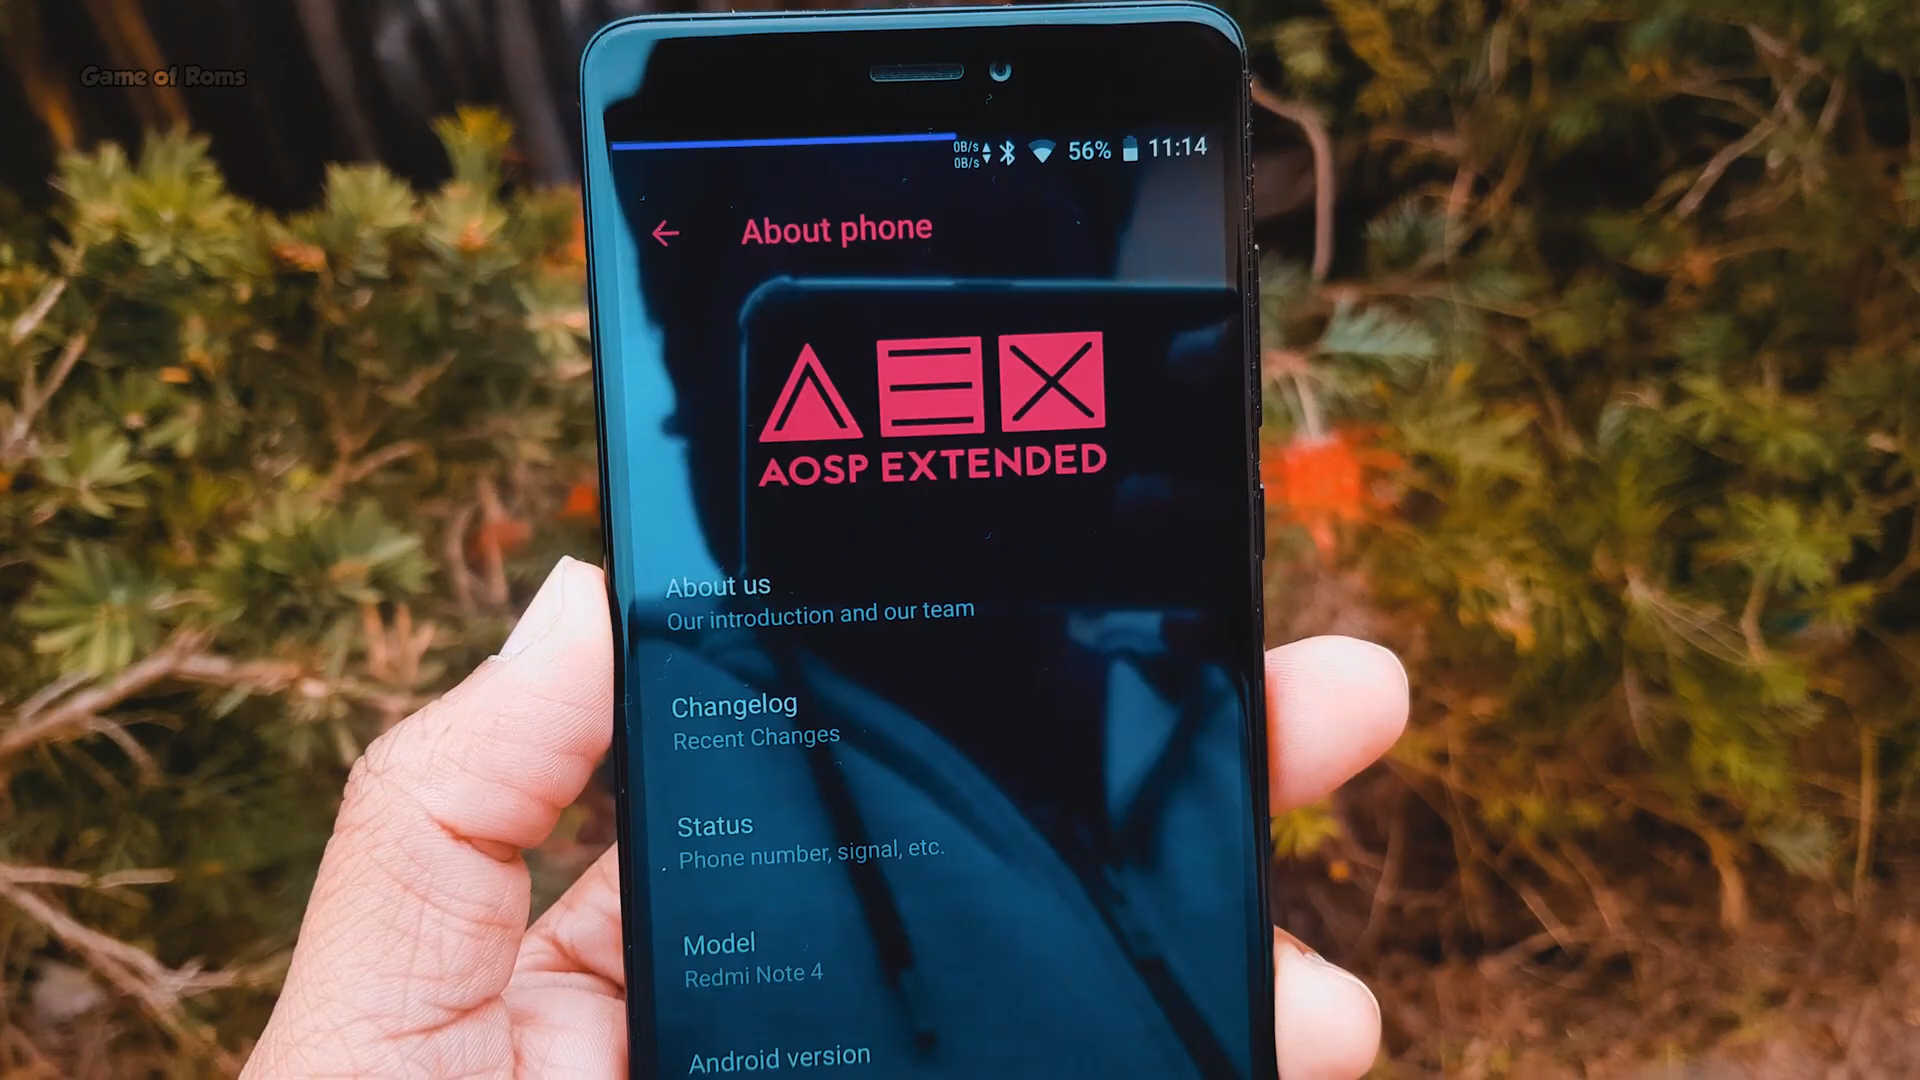 Game of Roms
0B/s
0B/s
56%
11:14
About phone
AOSP EXTENDED
About us
Our introduction and our team
Changelog
Recent Changes
Status
Phone number, signal, etc.
Model
Redmi Note 4
Android version